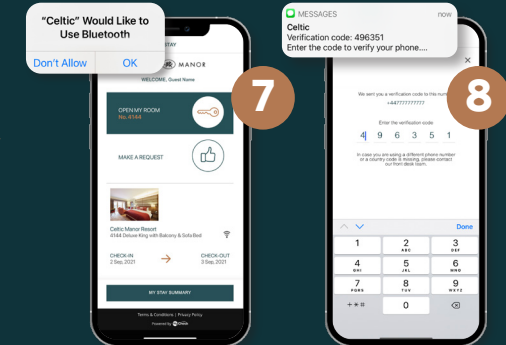 “Celtic” Would Like to
Use Bluetooth
Don't Allow
OK
STAY
MANOR
WELCOME, Guest Name
OPEN MY ROOM
No. 4144
MAKE A REQUEST
Celtic Manor Resort
4144 Deluxe King with Balcony & Sofa Bed
CHECK-IN
2 Sep, 2021
CHECK-OUT
3 Sep, 2021
MY STAY SUMMARY
Terms & Conditions | Privacy Policy
Powered by
7
MESSAGES
now
Celtic
Verification code: 496351
Enter the code to verify your phone....
×
We sent you a verification code to this num
+447777777777
Enter the verification code
4 9 6 3 5 1
In case you are using a different phone number
or a country code is missing, please contact
our front desk team.
8
Done
1
2
ABC
3
DEF
4
GHI
5
JKL
6
MNO
7
PQRS
8
TUV
9
WXYZ
+ * #
0